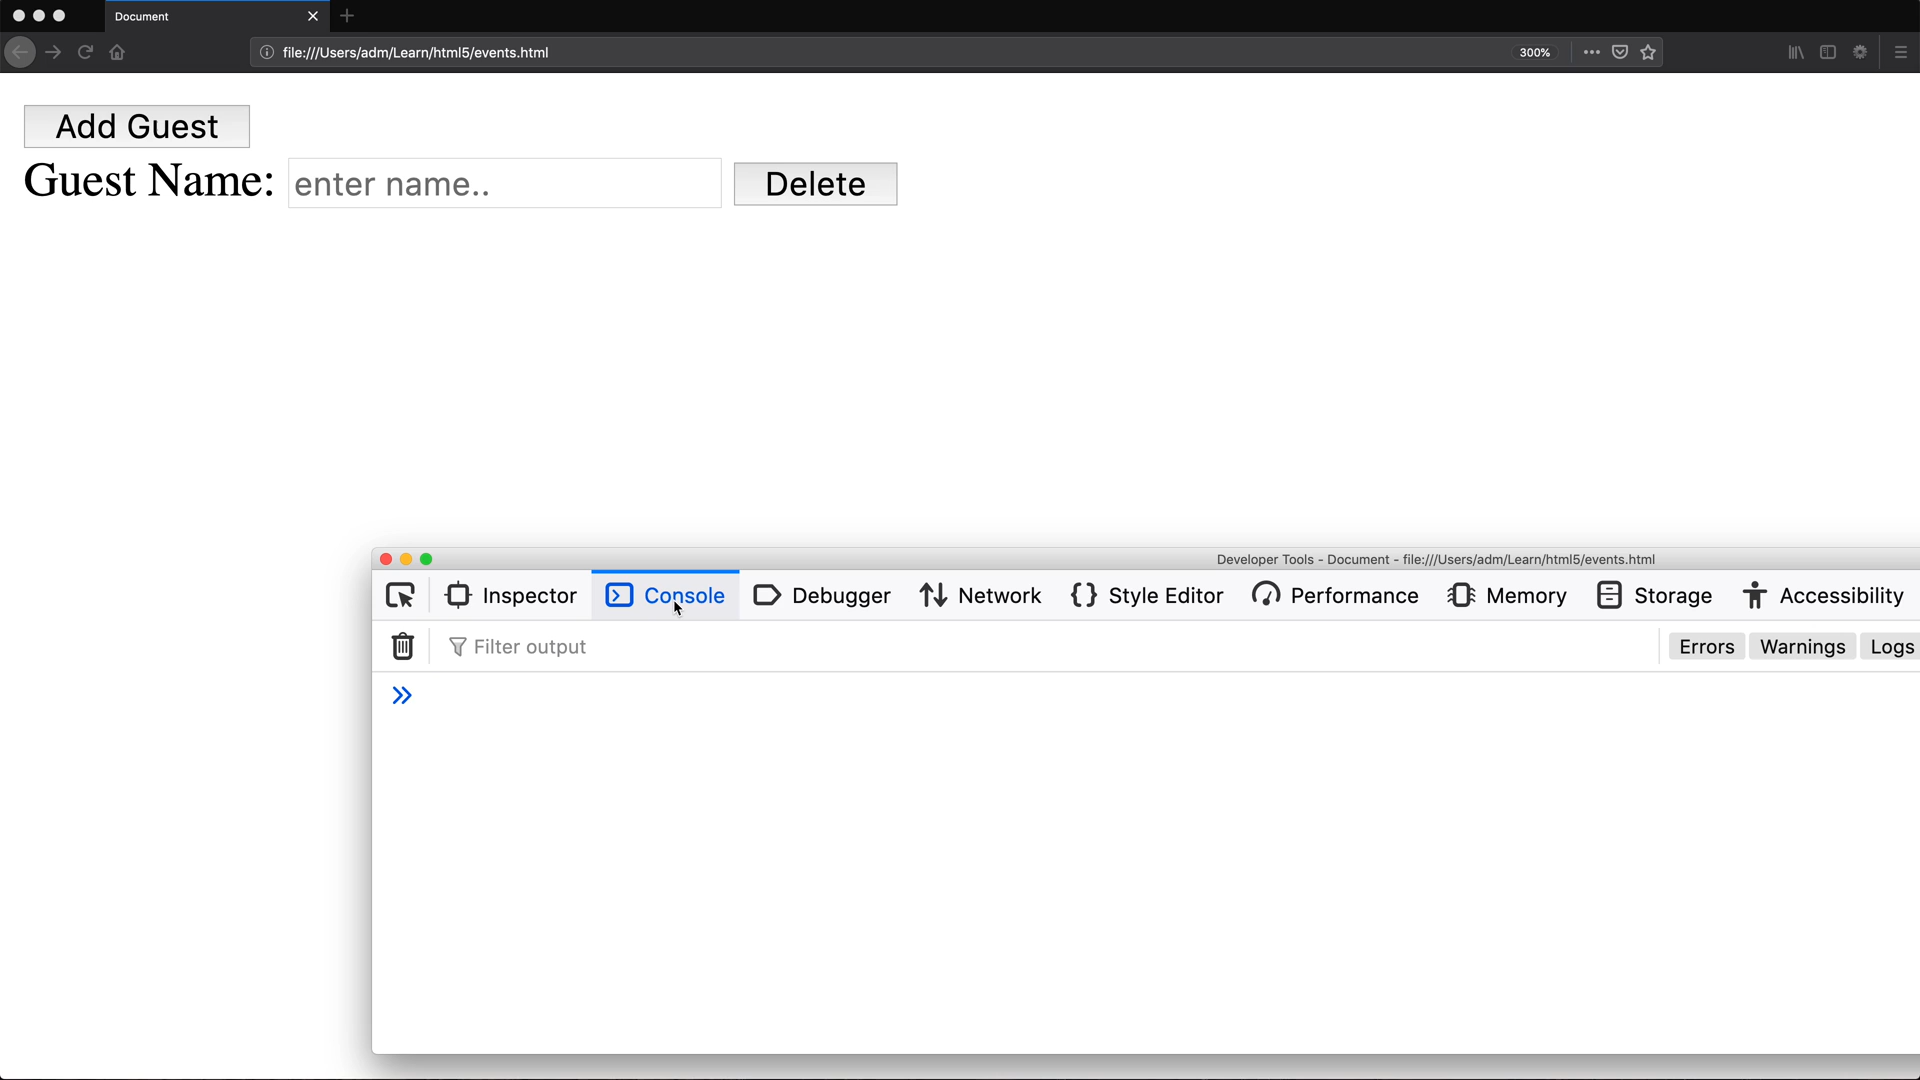 Document
file:///Users/adm/Learn/html5/events.html 300%
Add Guest
Guest Name: enter name.. Delete
Developer Tools - Document - file:///Users/adm/Learn/html5/events.html
Inspector Console Debugger Network Style Editor Performance Memory Storage Accessibility
Filter output Errors Warnings Logs